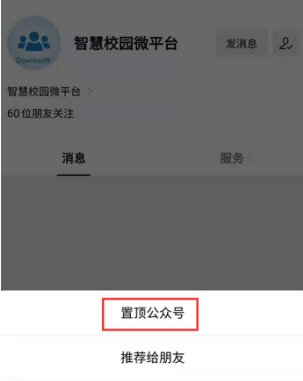 智慧校园微平台
发消息
Gowinsoft
智慧校园微平台
60位朋友关注
消息
服务
置顶公众号
推荐给朋友